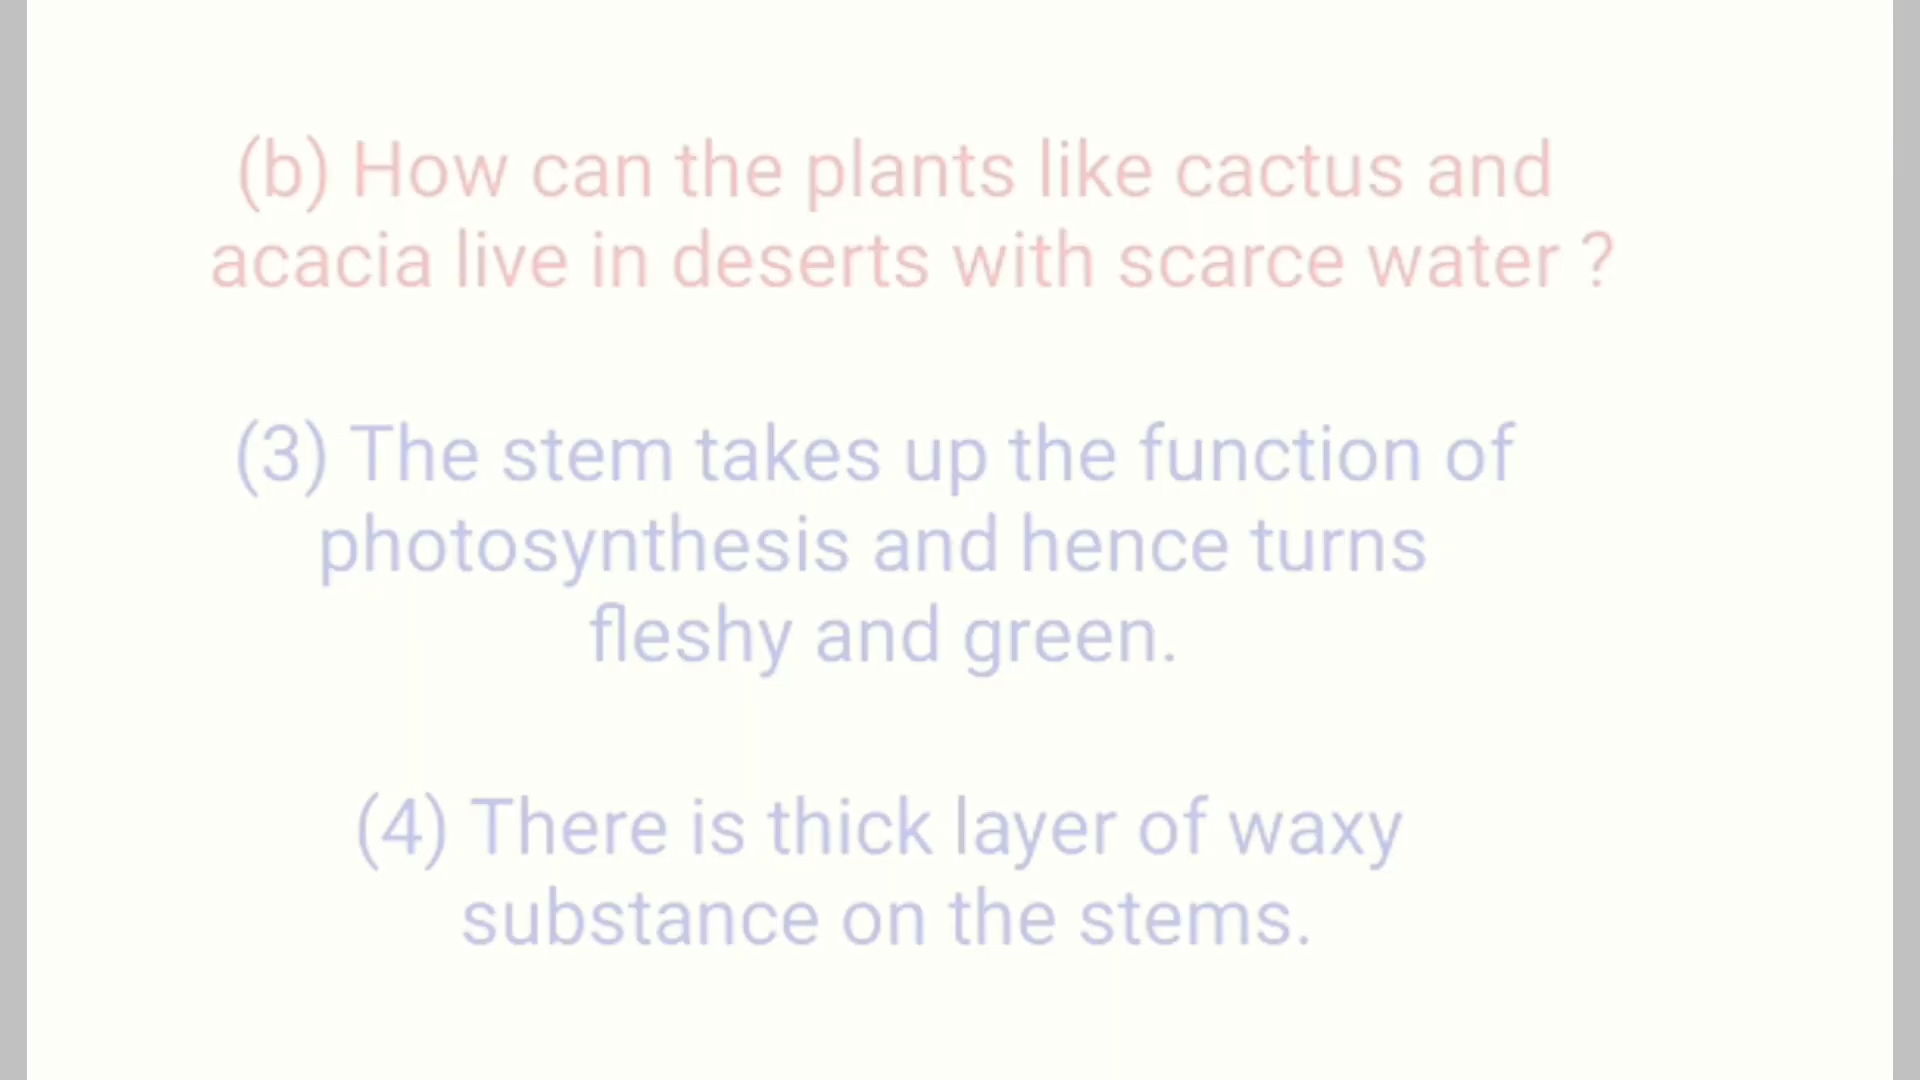 (b) How can the plants like cactus and
acacia live in deserts with scarce water ?
(3) The stem takes up the function of
photosynthesis and hence turns
fleshy and green.
(4) There is thick layer of waxy
substance on the stems.